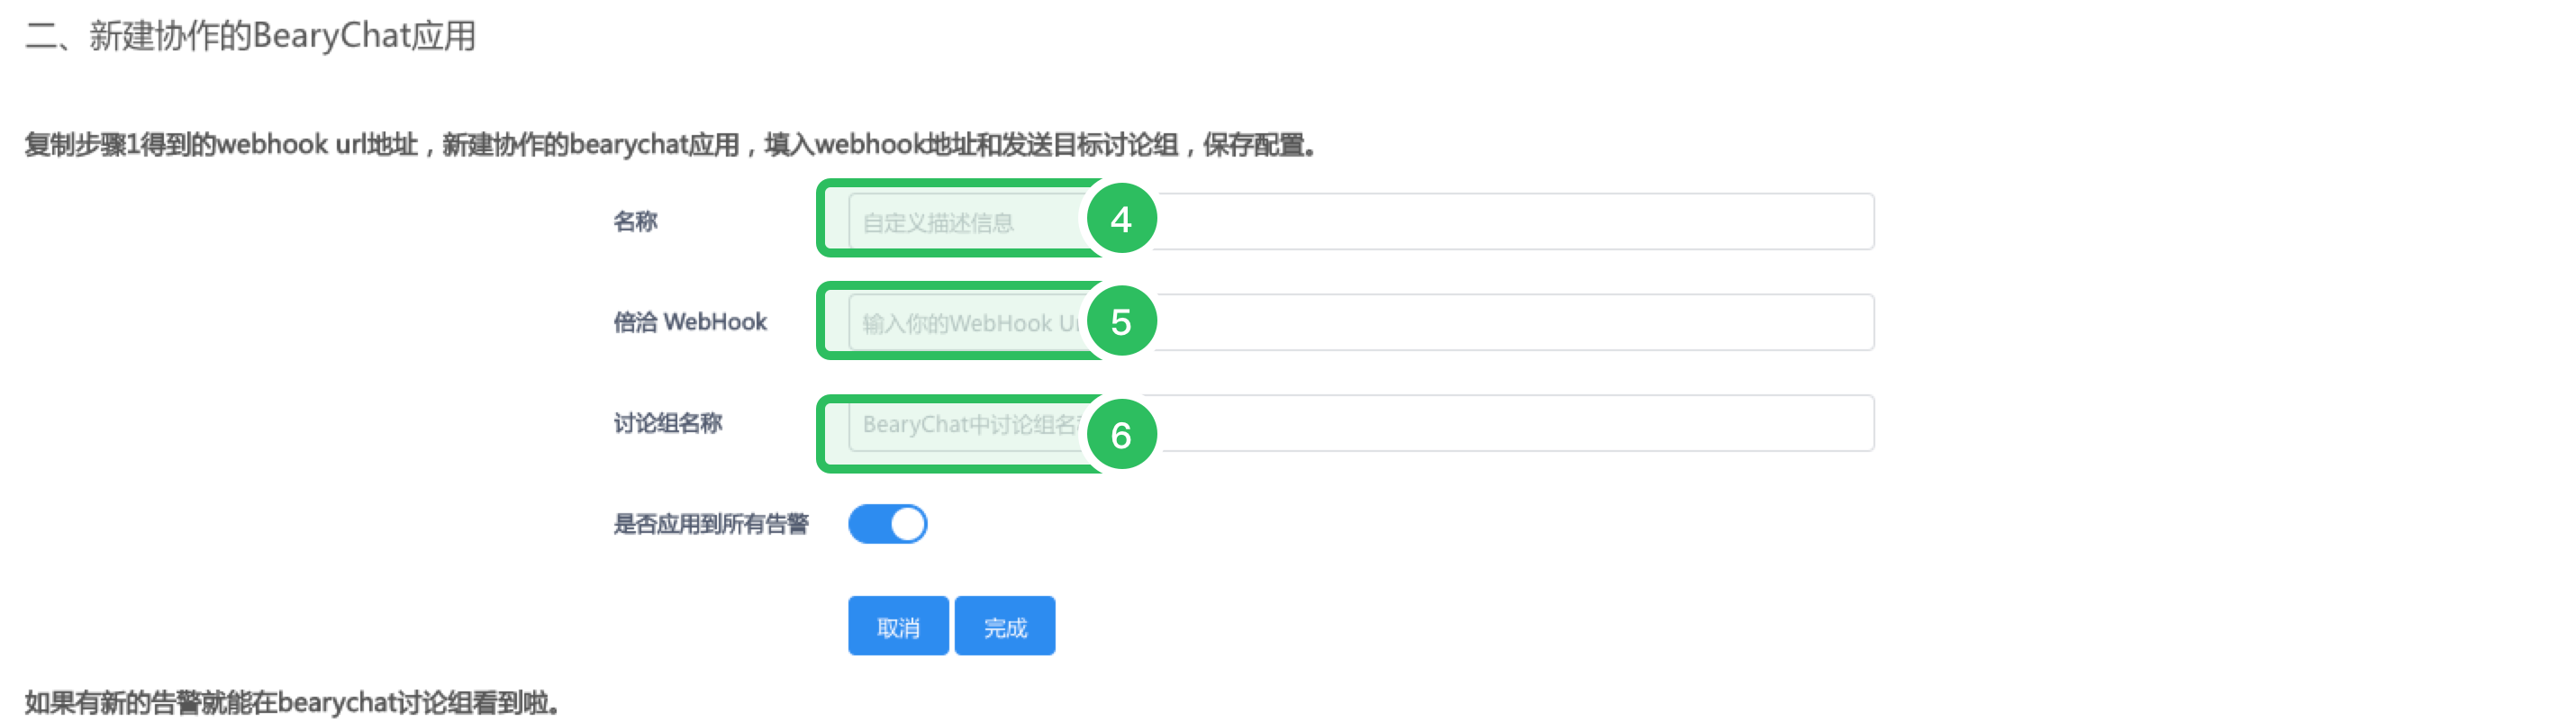 二、新建协作的BearyChat应用
复制步骤1得到的webhook url地址，新建协作的bearychat应用，填入webhook地址和发送目标讨论组，保存配置。
名称 自定义描述信息 4
倍洽 WebHook 输入你的WebHook 5
讨论组名称 BearyChat中讨论组名 6
是否应用到所有告警
取消 完成
如果有新的告警就能在bearychat讨论组看到啦。